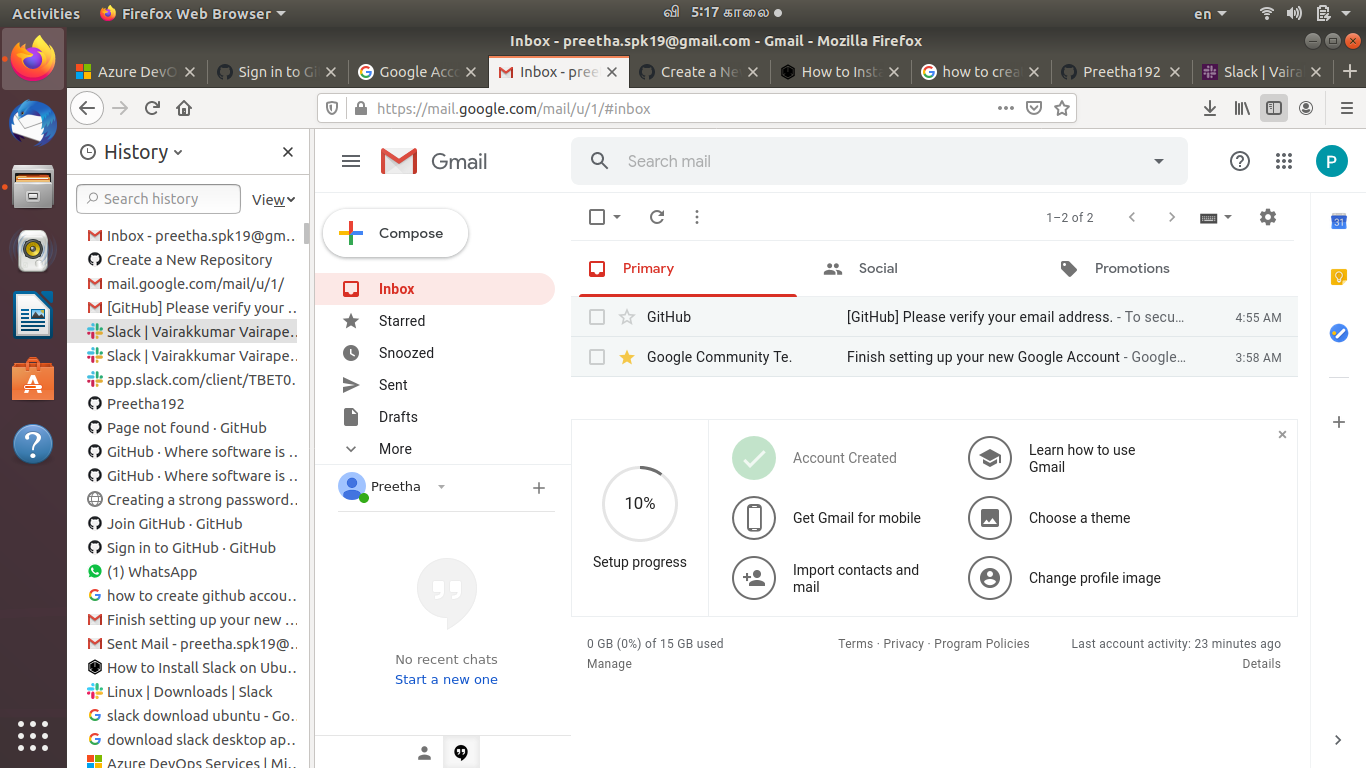 Activities
Firefox Web Browser
வி 5:17 காலை
en
Inbox - preetha.spk19@gmail.com - Gmail - Mozilla Firefox
Azure DevO
Sign in to Gi
Google Acco
Inbox - pree
Create a Ne
How to Insta
how to crea
Preetha192
Slack | Vaira
https://mail.google.com/mail/u/1/#inbox
History
Search history
View
Inbox - preetha.spk19@gm…
Create a New Repository
mail.google.com/mail/u/1/
[GitHub] Please verify your …
Slack | Vairakkumar Vairape…
Slack | Vairakkumar Vairape…
app.slack.com/client/TBET0…
Preetha192
Page not found · GitHub
GitHub · Where software is …
GitHub · Where software is …
Creating a strong password…
Join GitHub · GitHub
Sign in to GitHub · GitHub
(1) WhatsApp
how to create github accou…
Finish setting up your new …
Sent Mail - preetha.spk19@…
How to Install Slack on Ubu…
Linux | Downloads | Slack
slack download ubuntu - Go…
download slack desktop ap…
Azure DevOps Services | Mi…
Gmail
Search mail
P
Compose
Inbox
Starred
Snoozed
Sent
Drafts
More
Preetha
No recent chats
Start a new one
1–2 of 2
31
Primary
Social
Promotions
GitHub
[GitHub] Please verify your email address. - To secu…
4:55 AM
Google Community Te.
Finish setting up your new Google Account - Google…
3:58 AM
10%
Setup progress
Account Created
Get Gmail for mobile
Import contacts and
mail
Learn how to use
Gmail
Choose a theme
Change profile image
0 GB (0%) of 15 GB used
Manage
Terms · Privacy · Program Policies
Last account activity: 23 minutes ago
Details